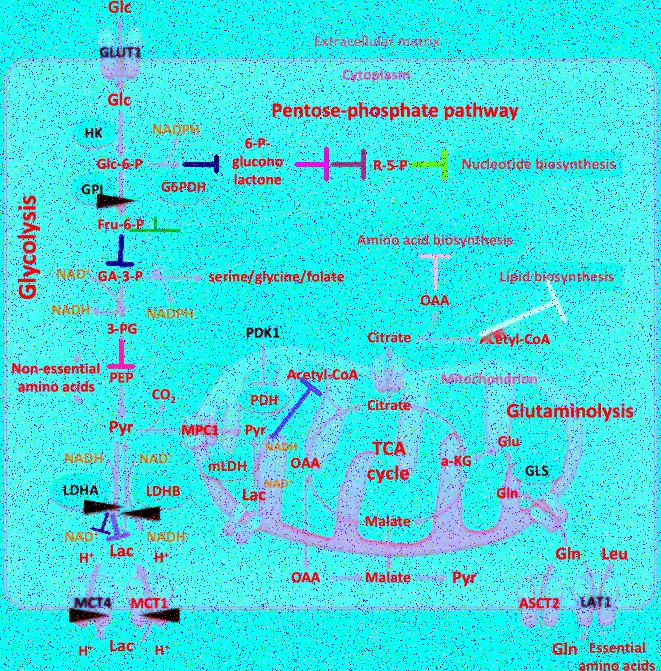 Glc
GLUT1
Extracellular matrix
Cytoplasm
Glc
Pentose-phosphate pathway
HK
NADPH
6-P-
glucono
lactone
Glc-6-P
R-5-P
Nucleotide biosynthesis
GPI
G6PDH
Glycolysis
Fru-6-P
Amino acid biosynthesis
NAD⁺
GA-3-P
serine/glycine/folate
Lipid biosynthesis
OAA
NADH
NADPH
3-PG
PDK1
Citrate
Acetyl-CoA
Non-essential
amino acids
PEP
Acetyl-CoA
Mitochondrion
CO₂
PDH
Citrate
Glutaminolysis
Pyr
MPC1
Pyr
NADH
TCA
cycle
Glu
NADH
NAD⁺
mLDH
OAA
a-KG
GLS
NAD⁺
LDHA
LDHB
Lac
Gln
NAD⁺
NADH
Malate
H⁺
Lac
H⁺
Gln
Leu
OAA
Malate
Pyr
MCT4
MCT1
ASCT2
LAT1
H⁺
Lac
H⁺
Gln
Essential
amino acids